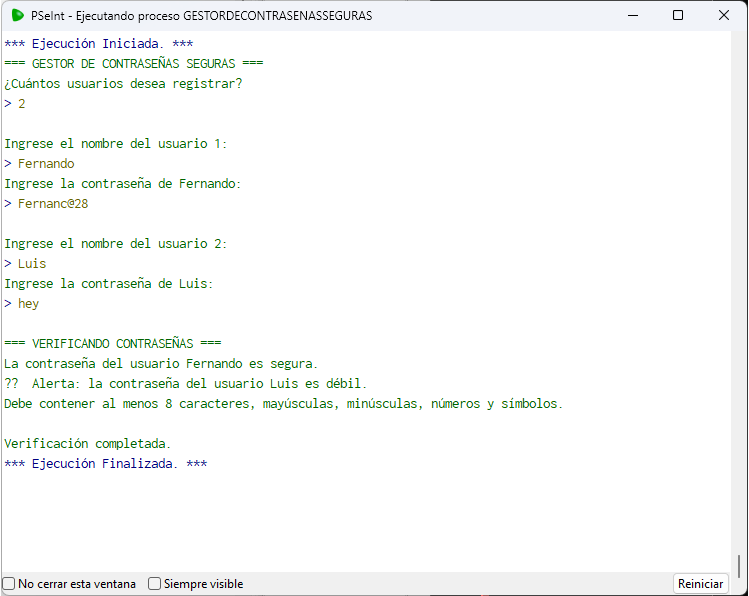 PSeInt - Ejecutando proceso GESTORDECONTRASENASSEGURAS
*** Ejecución Iniciada. ***
=== GESTOR DE CONTRASEÑAS SEGURAS ===
¿Cuántos usuarios desea registrar?
> 2
Ingrese el nombre del usuario 1:
> Fernando
Ingrese la contraseña de Fernando:
> Fernanc@28
Ingrese el nombre del usuario 2:
> Luis
Ingrese la contraseña de Luis:
> hey
=== VERIFICANDO CONTRASEÑAS ===
La contraseña del usuario Fernando es segura.
??  Alerta: la contraseña del usuario Luis es débil.
Debe contener al menos 8 caracteres, mayúsculas, minúsculas, números y símbolos.
Verificación completada.
*** Ejecución Finalizada. ***
No cerrar esta ventana Siempre visible Reiniciar